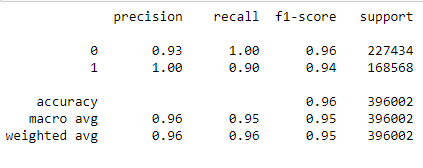 precision recall f1-score support
0 0.93 1.00 0.96 227434
1 1.00 0.90 0.94 168568
accuracy 0.96 396002
macro avg 0.96 0.95 0.95 396002
weighted avg 0.96 0.96 0.95 396002